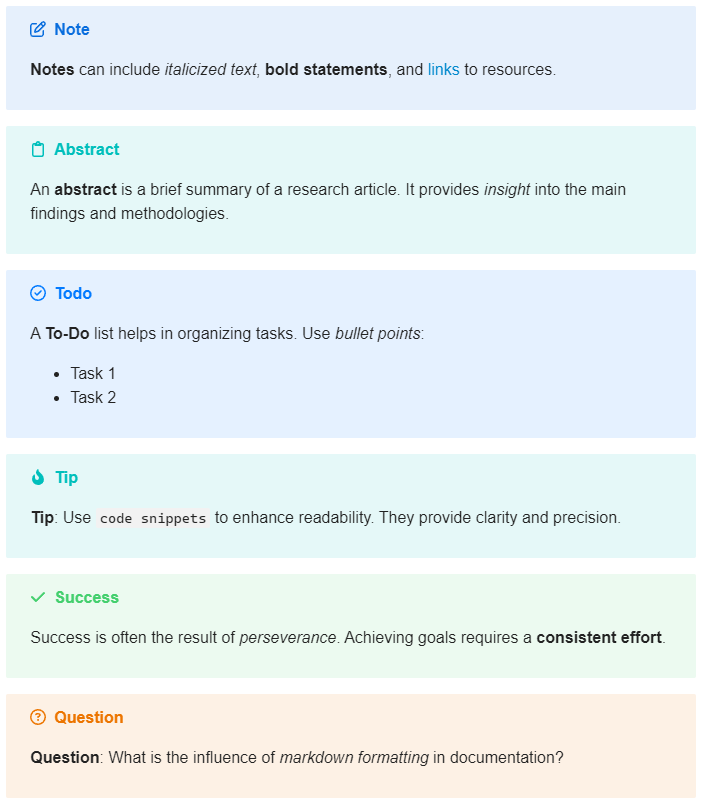 Note
Notes can include italicized text, bold statements, and links to resources.
Abstract
An abstract is a brief summary of a research article. It provides insight into the main
findings and methodologies.
Todo
A To-Do list helps in organizing tasks. Use bullet points:
• Task 1
• Task 2
Tip
Tip: Use code snippets to enhance readability. They provide clarity and precision.
Success
Success is often the result of perseverance. Achieving goals requires a consistent effort.
Question
Question: What is the influence of markdown formatting in documentation?